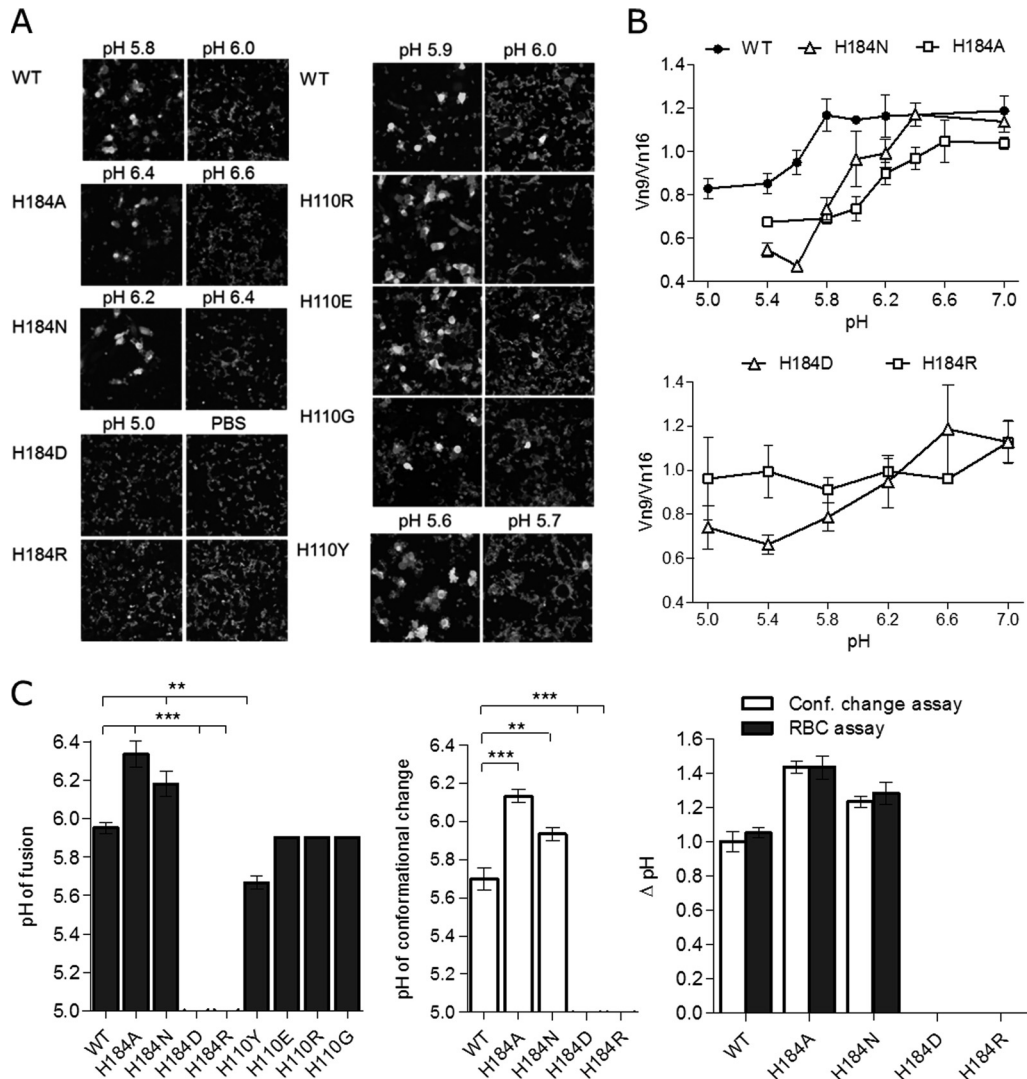 A
pH 5.8 pH 6.0
WT
pH 6.4 pH 6.6
H184A
pH 6.2 pH 6.4
H184N
pH 5.0 PBS
H184D
H184R
pH 5.9 pH 6.0
WT
H110R
H110E
H110G
pH 5.6 pH 5.7
H110Y
B
WT H184N H184A
Vn9/Vn16
1.4
1.2
1.0
0.8
0.6
0.4
5.0 5.4 5.8 6.2 6.6 7.0
pH
H184D H184R
Vn9/Vn16
1.4
1.2
1.0
0.8
0.6
0.4
5.0 5.4 5.8 6.2 6.6 7.0
pH
C
**
***
pH of fusion
6.4
6.2
6.0
5.8
5.6
5.4
5.2
5.0
WT H184A H184N H184D H184R H110Y H110E H110R H110G
***
**
***
pH of conformational change
6.4
6.2
6.0
5.8
5.6
5.4
5.2
5.0
WT H184A H184N H184D H184R
Conf. change assay
RBC assay
Δ pH
1.6
1.4
1.2
1.0
0.8
0.6
0.4
0.2
0.0
WT H184A H184N H184D H184R